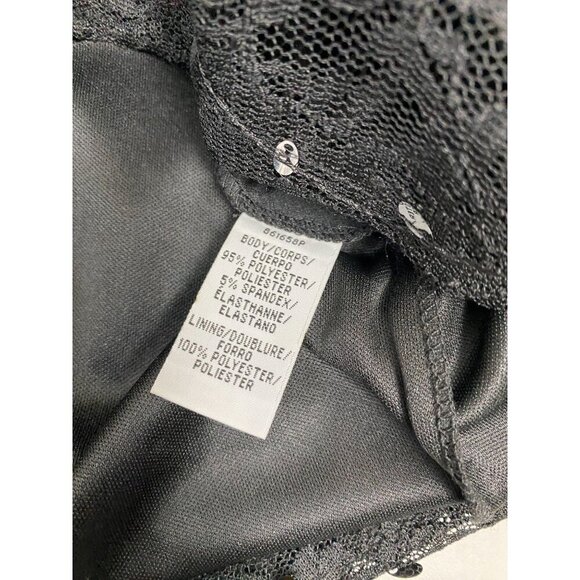 861658P
BODY/CORPS/
CUERPO
95% POLYESTER/
POLIESTER
5% SPANDEX/
ÉLASTHANNE/
ELASTANO
LINING/DOUBLURE/
FORRO
100% POLYESTER/
POLIESTER